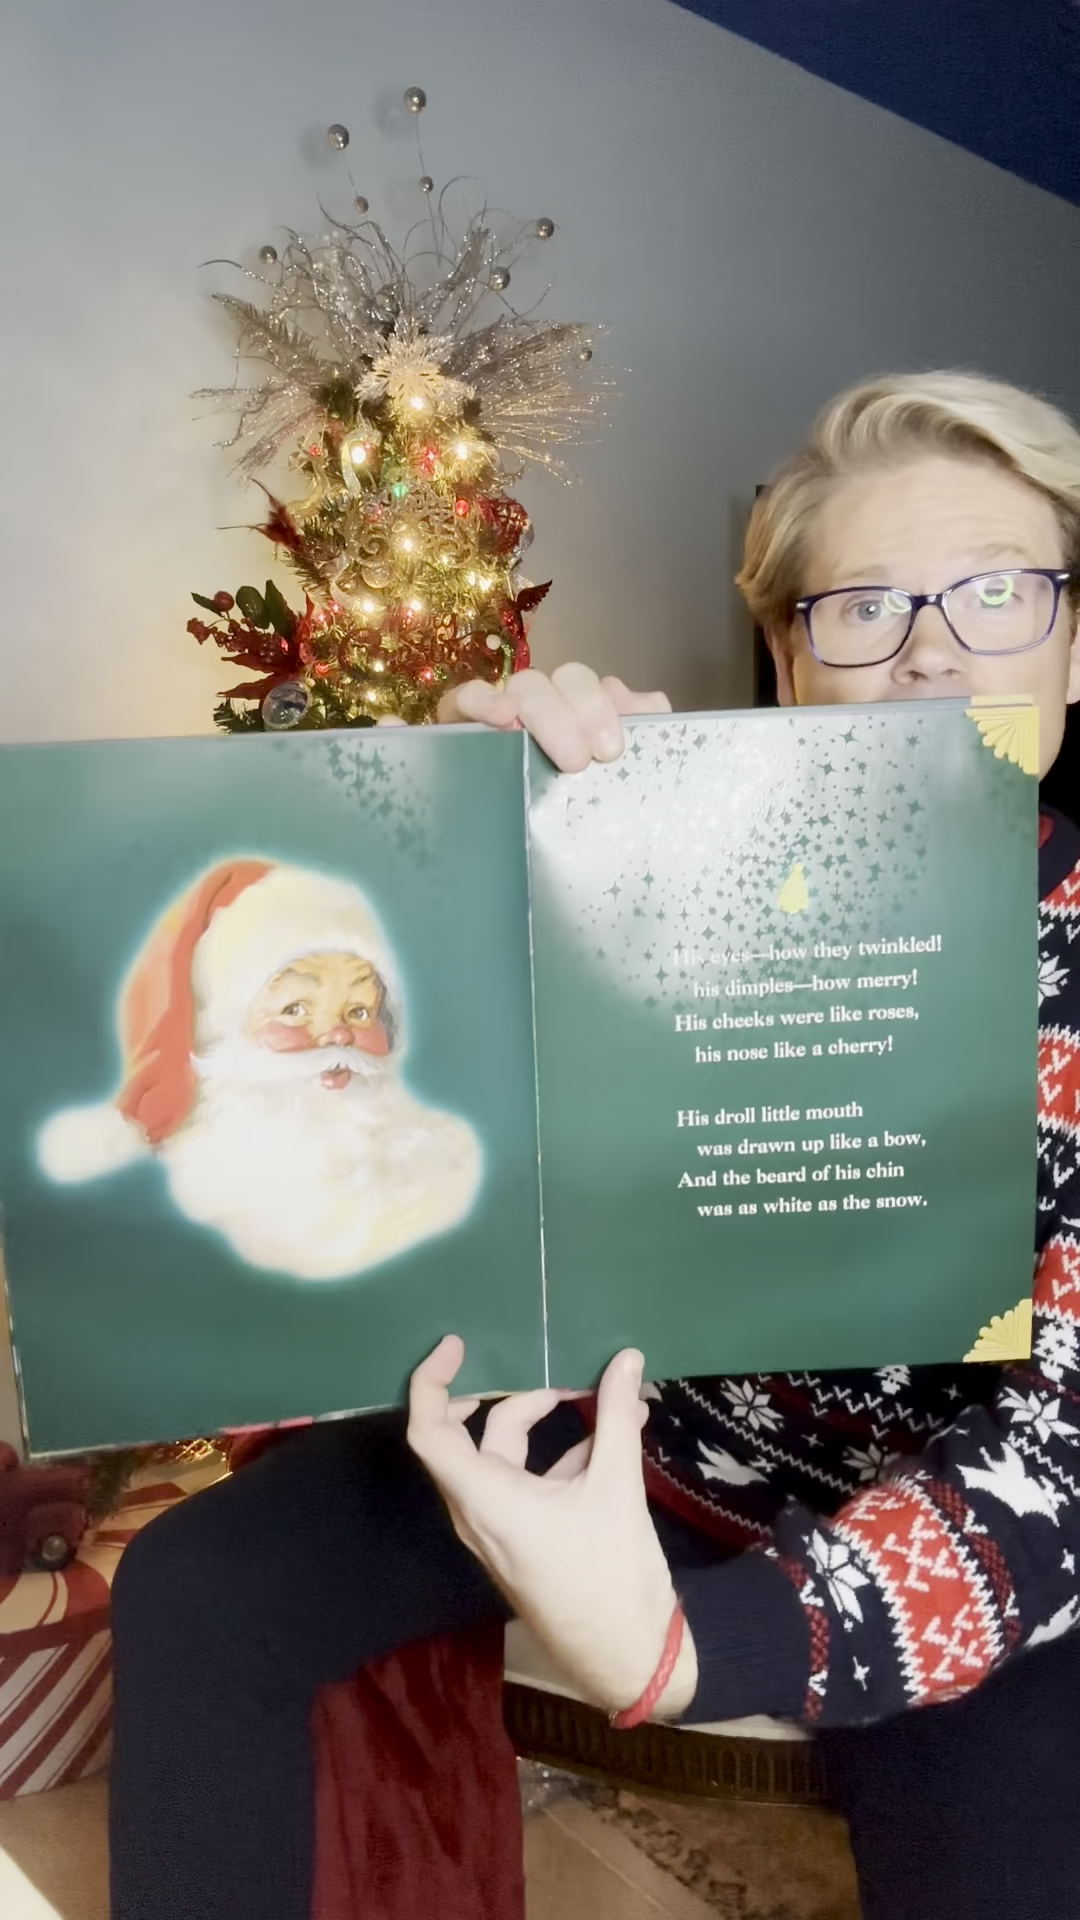 His eyes—how they twinkled!
his dimples—how merry!
His cheeks were like roses,
his nose like a cherry!
His droll little mouth
was drawn up like a bow,
And the beard of his chin
was as white as the snow.